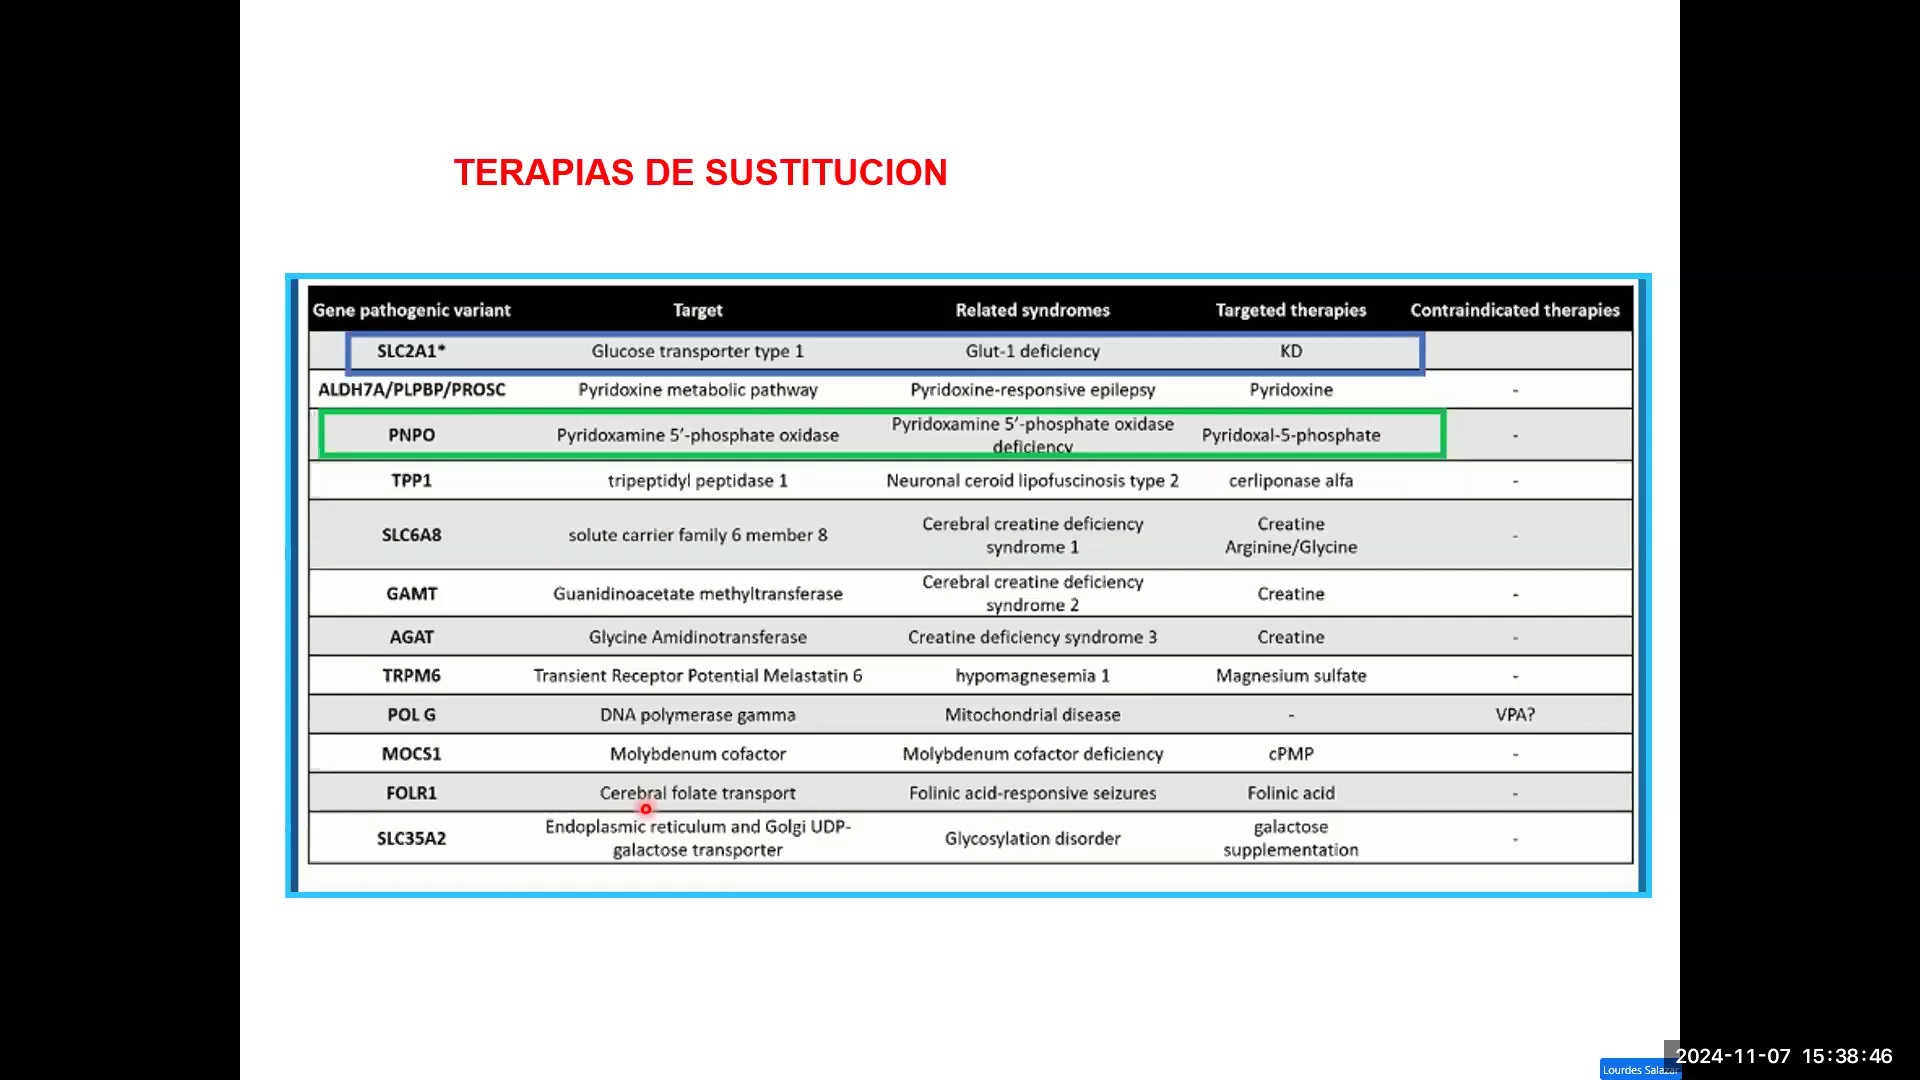 TERAPIAS DE SUSTITUCION
Gene pathogenic variant Target Related syndromes Targeted therapies Contraindicated therapies
SLC2A1* Glucose transporter type 1 Glut-1 deficiency KD
ALDH7A/PLPBP/PROSC Pyridoxine metabolic pathway Pyridoxine-responsive epilepsy Pyridoxine -
PNPO Pyridoxamine 5’-phosphate oxidase Pyridoxamine 5’-phosphate oxidase deficiency Pyridoxal-5-phosphate -
TPP1 tripeptidyl peptidase 1 Neuronal ceroid lipofuscinosis type 2 cerliponase alfa -
SLC6A8 solute carrier family 6 member 8 Cerebral creatine deficiency syndrome 1 Creatine Arginine/Glycine -
GAMT Guanidinoacetate methyltransferase Cerebral creatine deficiency syndrome 2 Creatine -
AGAT Glycine Amidinotransferase Creatine deficiency syndrome 3 Creatine -
TRPM6 Transient Receptor Potential Melastatin 6 hypomagnesemia 1 Magnesium sulfate -
POL G DNA polymerase gamma Mitochondrial disease - VPA?
MOCS1 Molybdenum cofactor Molybdenum cofactor deficiency cPMP -
FOLR1 Cerebral folate transport Folinic acid-responsive seizures Folinic acid -
SLC35A2 Endoplasmic reticulum and Golgi UDP-galactose transporter Glycosylation disorder galactose supplementation -
2024-11-07 15:38:46
Lourdes Salazar